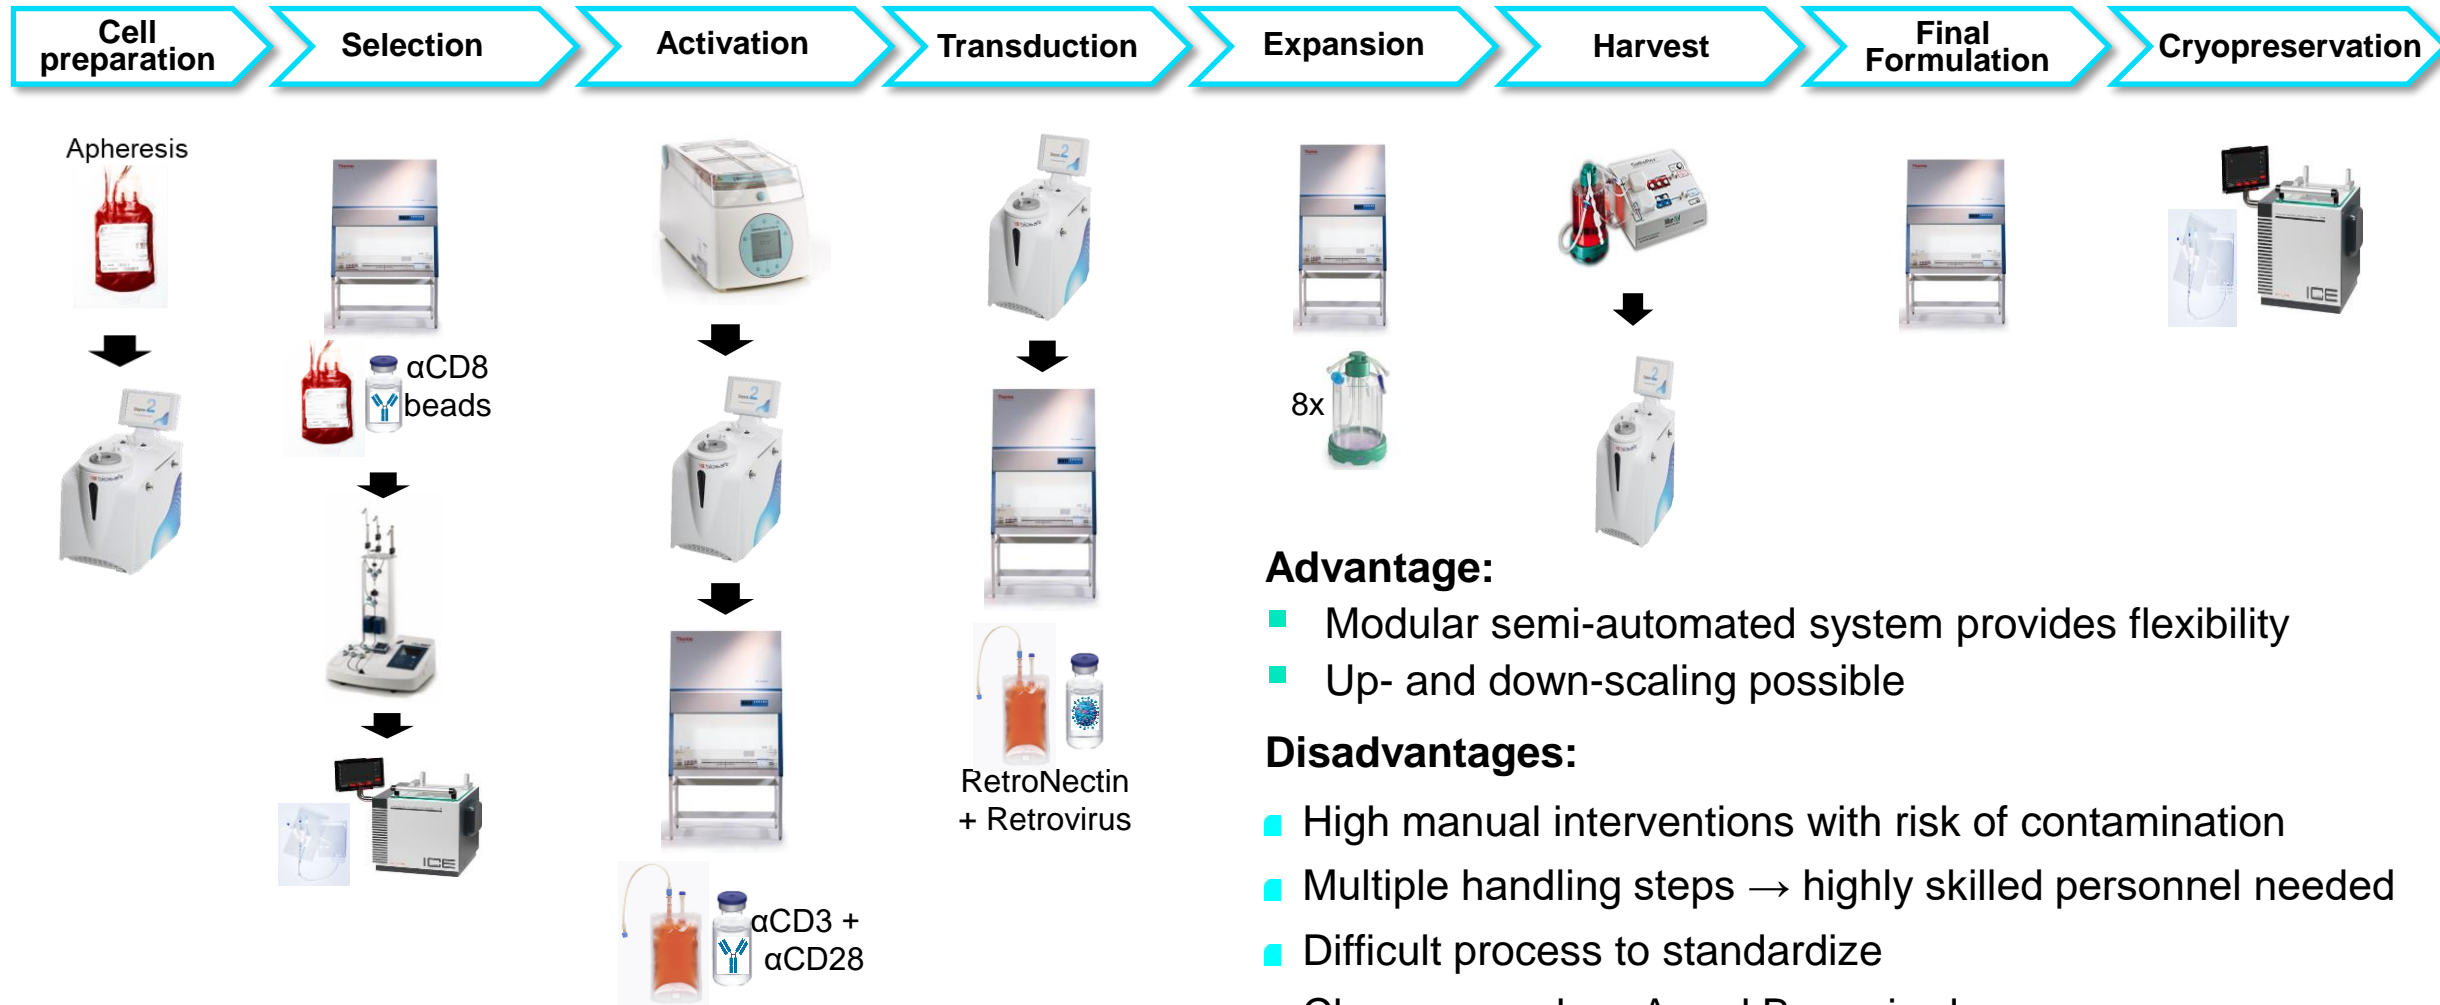 Cell
preparation
Selection
Activation
Transduction
Expansion
Harvest
Final
Formulation
Cryopreservation
Apheresis
αCD8
beads
αCD3 +
αCD28
RetroNectin
+ Retrovirus
8x
ICE
ICE
Advantage:
Modular semi-automated system provides flexibility
Up- and down-scaling possible
Disadvantages:
High manual interventions with risk of contamination
Multiple handling steps → highly skilled personnel needed
Difficult process to standardize